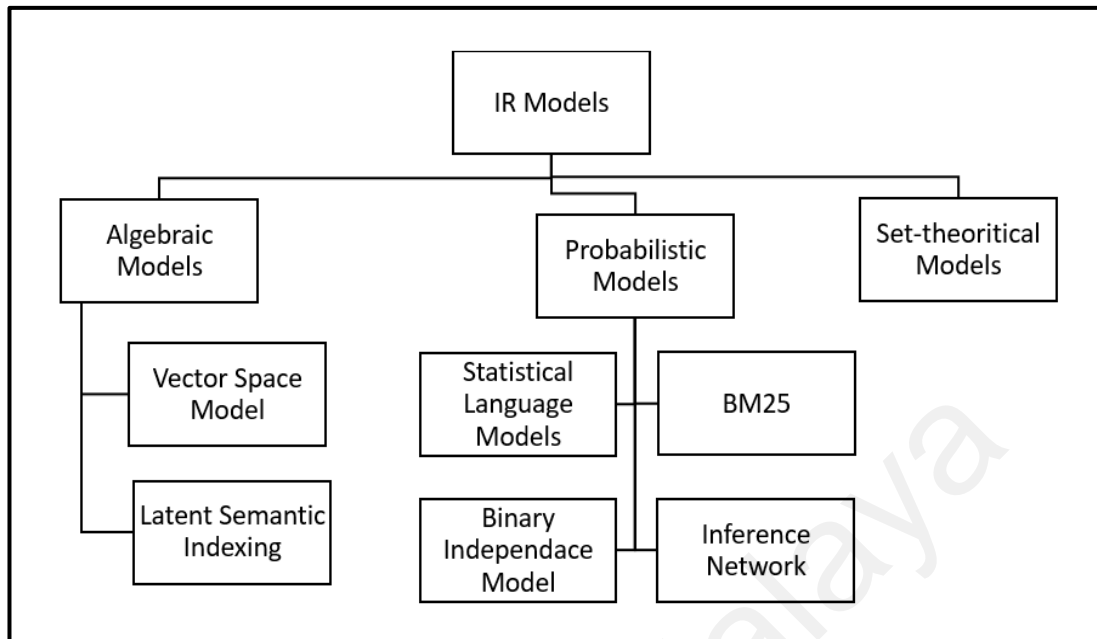 IR Models
Algebraic
Models
Probabilistic
Models
Set-theoritical
Models
Vector Space
Model
Statistical
Language
Models
BM25
Latent Semantic
Indexing
Binary
Independace
Model
Inference
Network
alaya